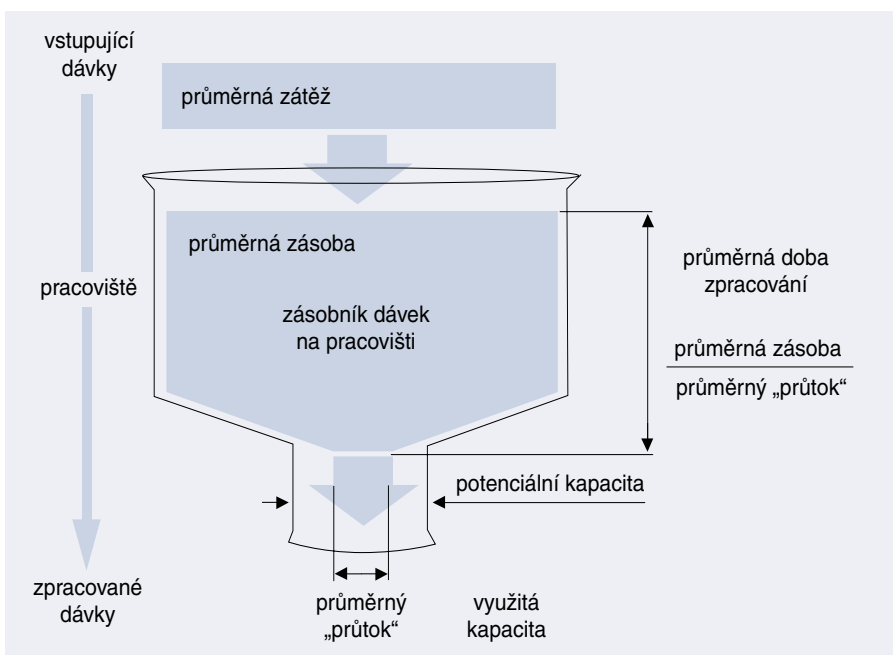 vstupující
dávky
průměrná zátěž
průměrná zásoba
pracoviště
zásobník dávek
na pracovišti
průměrná doba
zpracování
průměrná zásoba
průměrný „průtok“
potenciální kapacita
zpracované
dávky
průměrný
„průtok“
využitá
kapacita